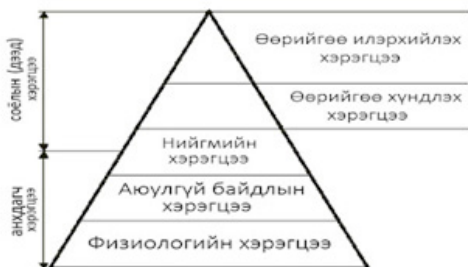 Өөрийгөө илэрхийлэх
хэрэгцээ
Өөрийгөө хүндлэх
хэрэгцээ
Нийгмийн
хэрэгцээ
Аюулгүй байдлын
хэрэгцээ
Физиологийн хэрэгцээ
соёлын (дээд)
хэрэгцээ
анхдагч
хэрэгцээ